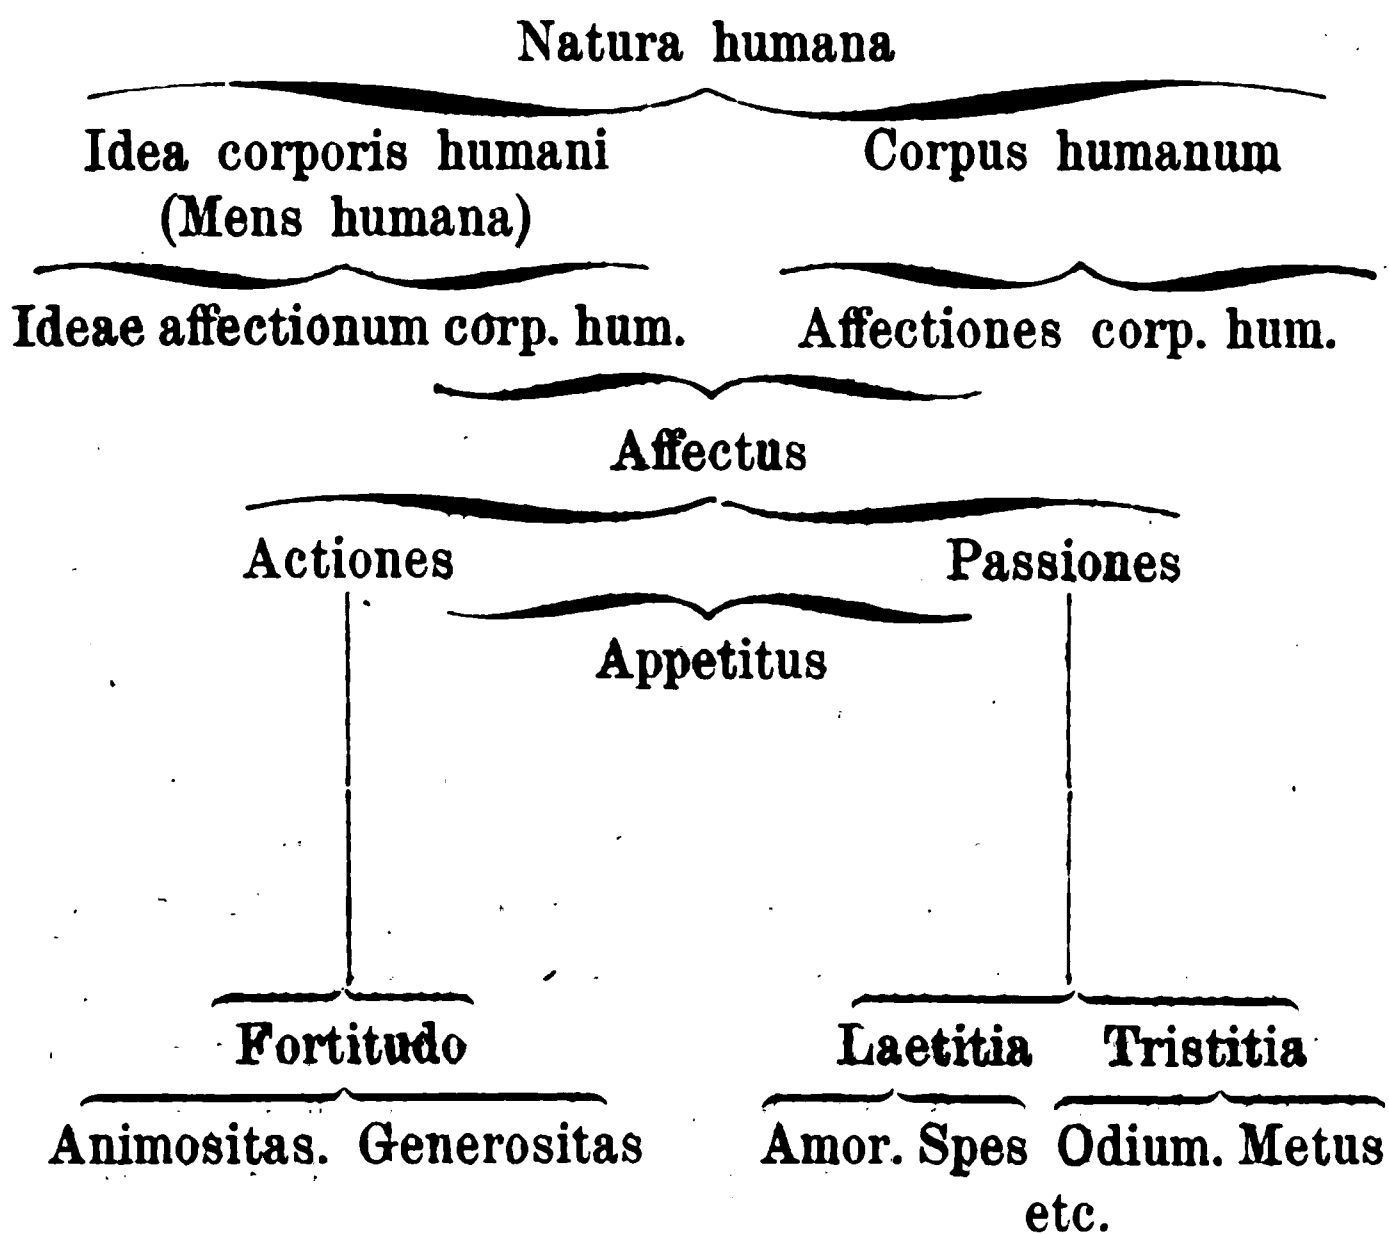 Natura humana
Idea corporis humani Corpus humanum
(Mens humana)
Ideae affectionum corp. hum. Affectiones corp. hum.
Affectus
Actiones Passiones
Appetitus
Fortitudo Laetitia Tristitia
Animositas. Generositas Amor. Spes Odium. Metus
etc.